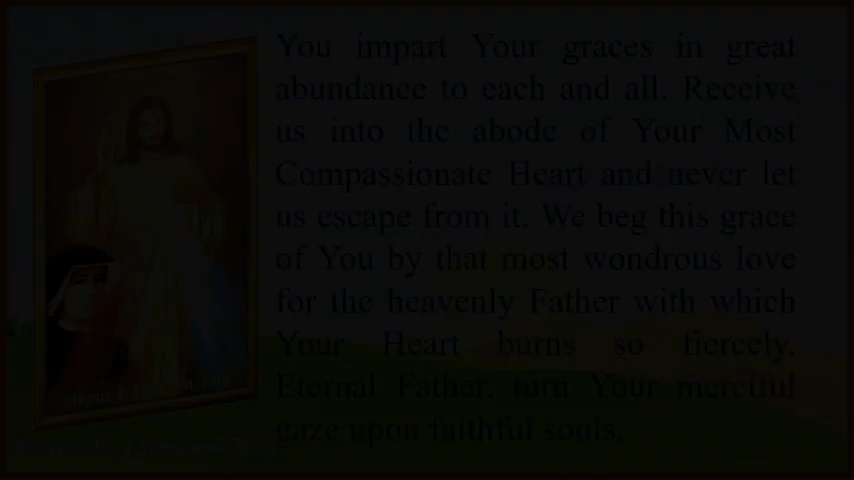 You impart Your graces in great
abundance to each and all. Receive
us into the abode of Your Most
Compassionate Heart and never let
us escape from it. We beg this grace
of You by that most wondrous love
for the heavenly Father with which
Your Heart burns so fiercely.
Eternal Father, turn Your merciful
gaze upon faithful souls.